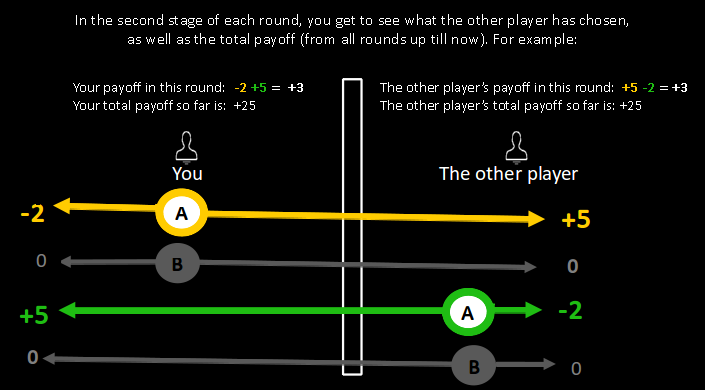 In the second stage of each round, you get to see what the other player has chosen,
as well as the total payoff (from all rounds up till now). For example:
Your payoff in this round: -2 +5 = +3
Your total payoff so far is: +25
The other player's payoff in this round: +5 -2 = +3
The other player's total payoff so far is: +25
You
The other player
-2 A +5
0 B 0
+5 A -2
0 B 0